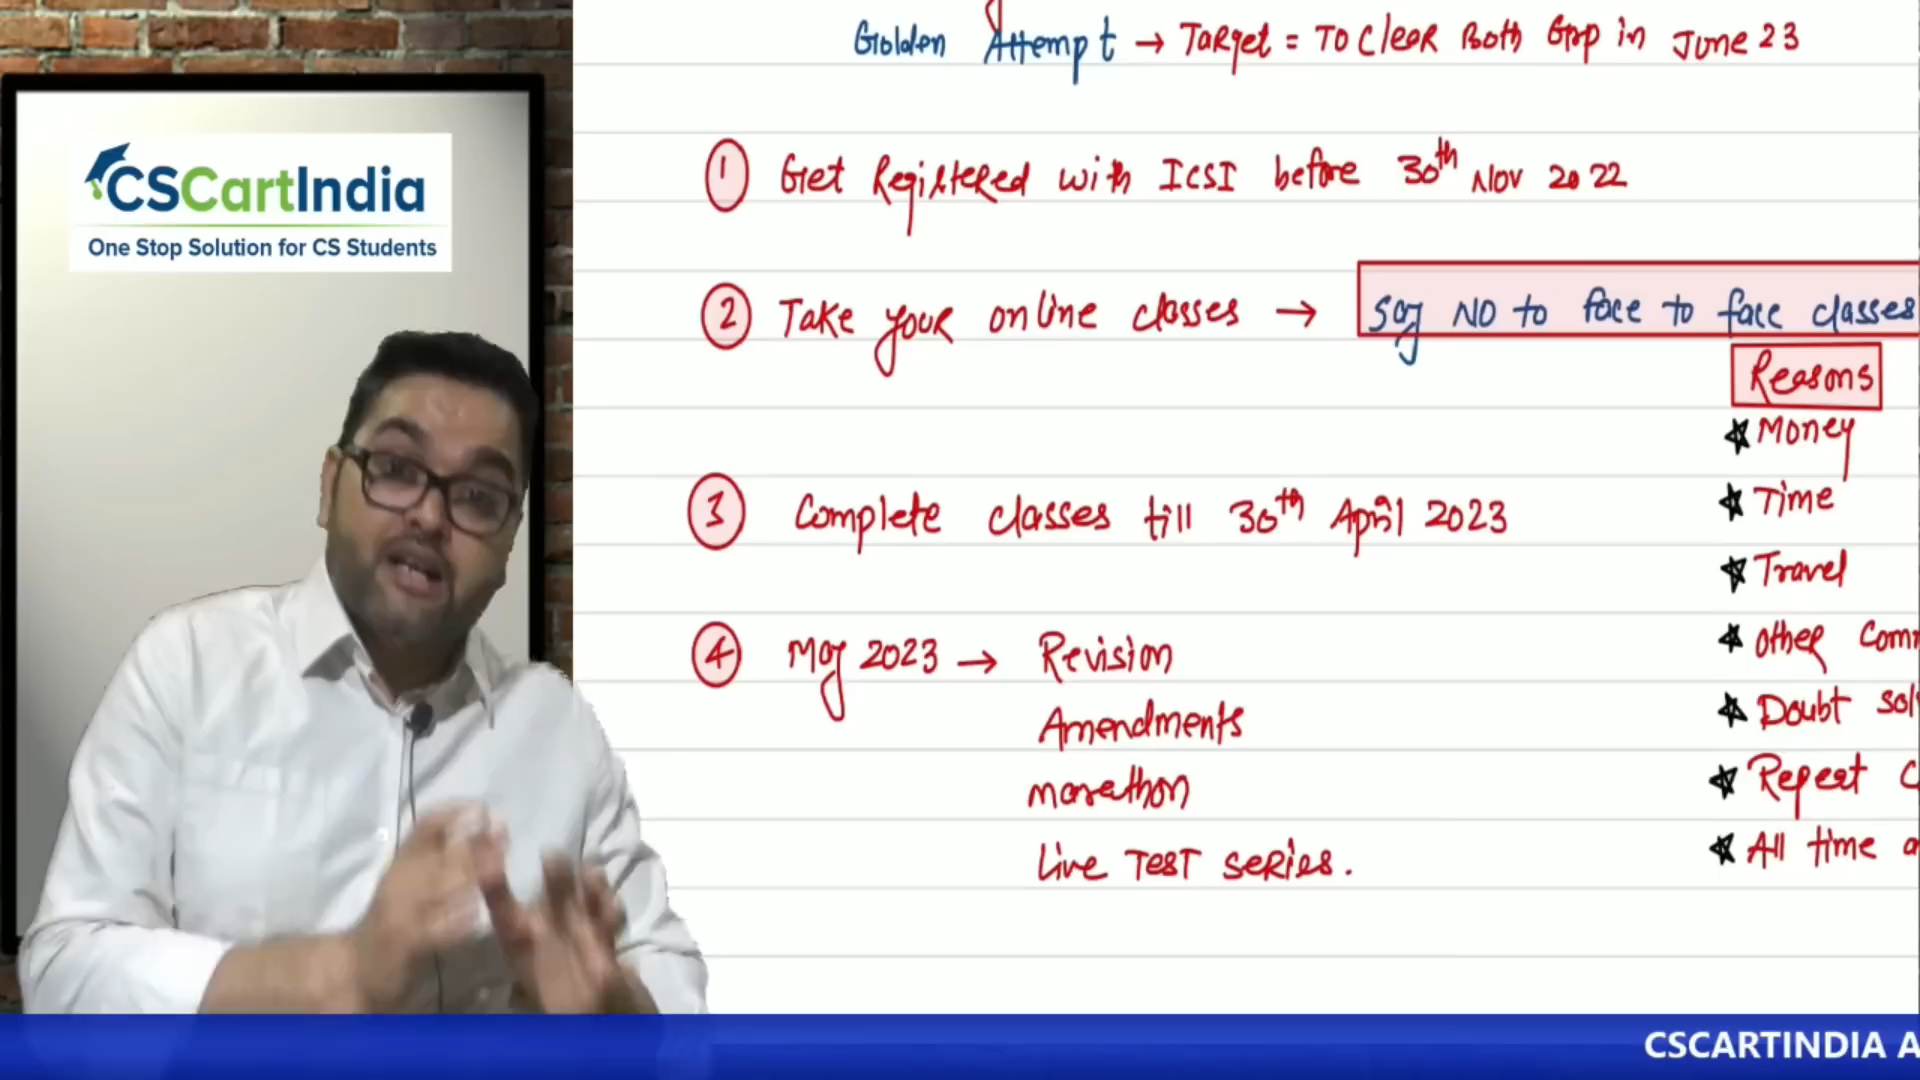 CSCartIndia
One Stop Solution for CS Students
Golden Attempt → Target = To Clear Both Grp in June 23
1 Get Registered with ICSI before 30th Nov 2022
2 Take your online classes → Say NO to face to face classes
Reasons
★ Money
★ Time
★ Travel
★ other
★ Doubt
★ Repeat
★ All time
3 Complete classes till 30th April 2023
4 May 2023 → Revision
Amendments
marathon
Live TEST Series.
CSCARTINDIA A